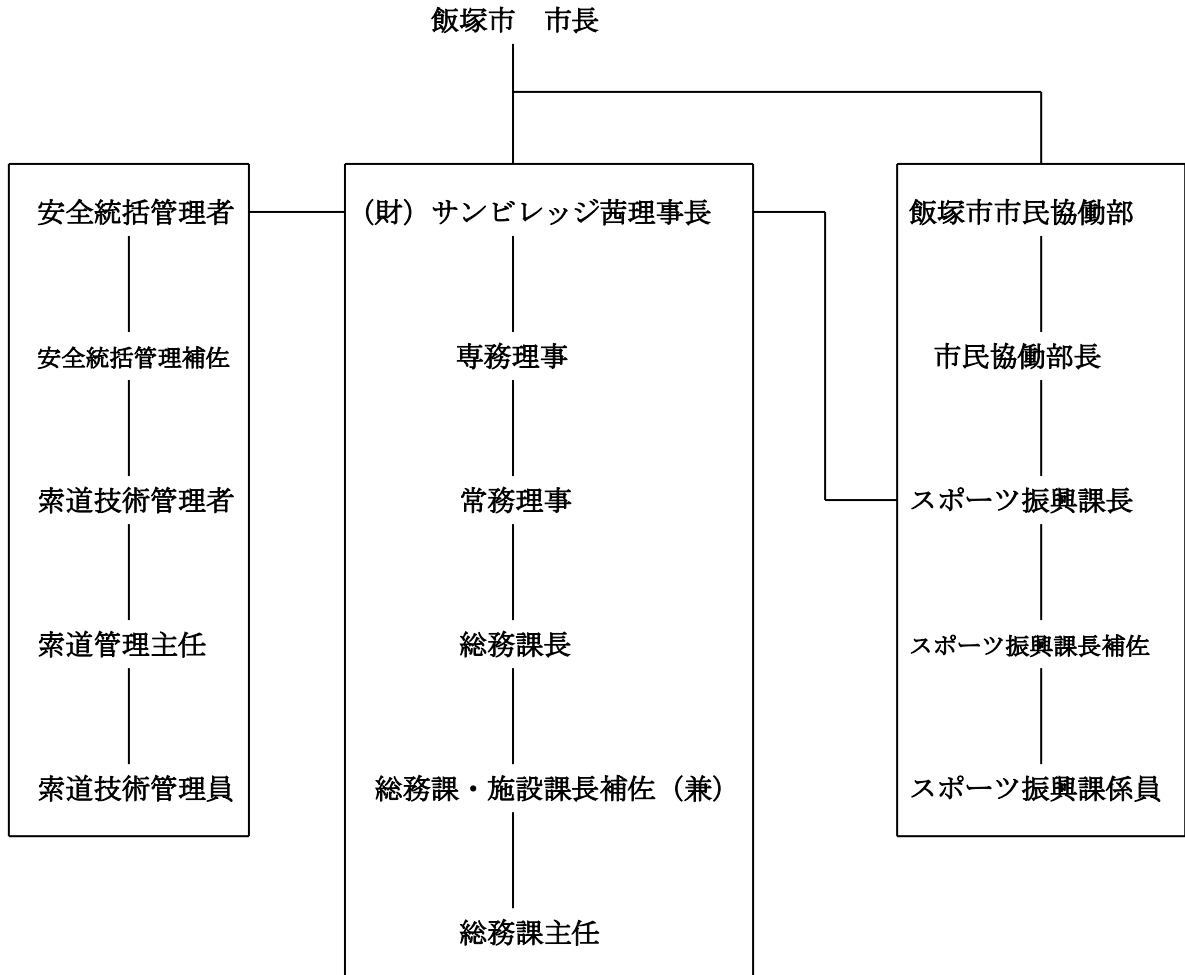 飯塚市　市長
安全統括管理者
安全統括管理補佐
索道技術管理者
索道管理主任
索道技術管理員
（財）サンビレッジ茜理事長
専務理事
常務理事
総務課長
総務課・施設課長補佐（兼）
総務課主任
飯塚市市民協働部
市民協働部長
スポーツ振興課長
スポーツ振興課長補佐
スポーツ振興課係員